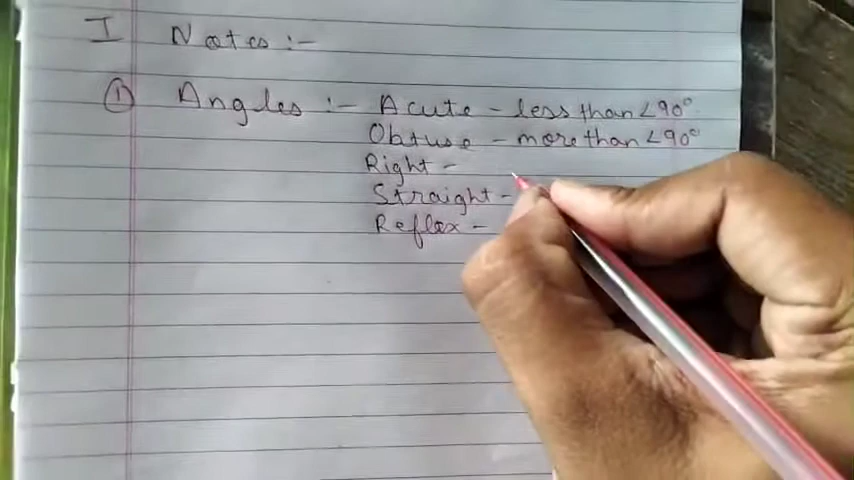 I Notes :-
① Angles :- Acute - less than ∠90°
Obtuse - more than ∠90°
Right -
Straight -
Reflex -